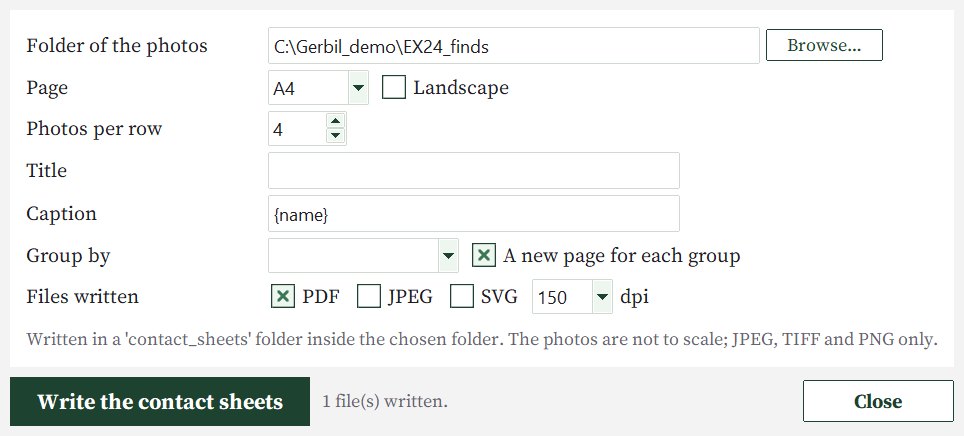 Folder of the photos C:\Gerbil_demo\EX24_finds Browse...
Page A4 Landscape
Photos per row 4
Title
Caption {name}
Group by A new page for each group
Files written PDF JPEG SVG 150 dpi
Written in a 'contact_sheets' folder inside the chosen folder. The photos are not to scale; JPEG, TIFF and PNG only.
Write the contact sheets 1 file(s) written. Close